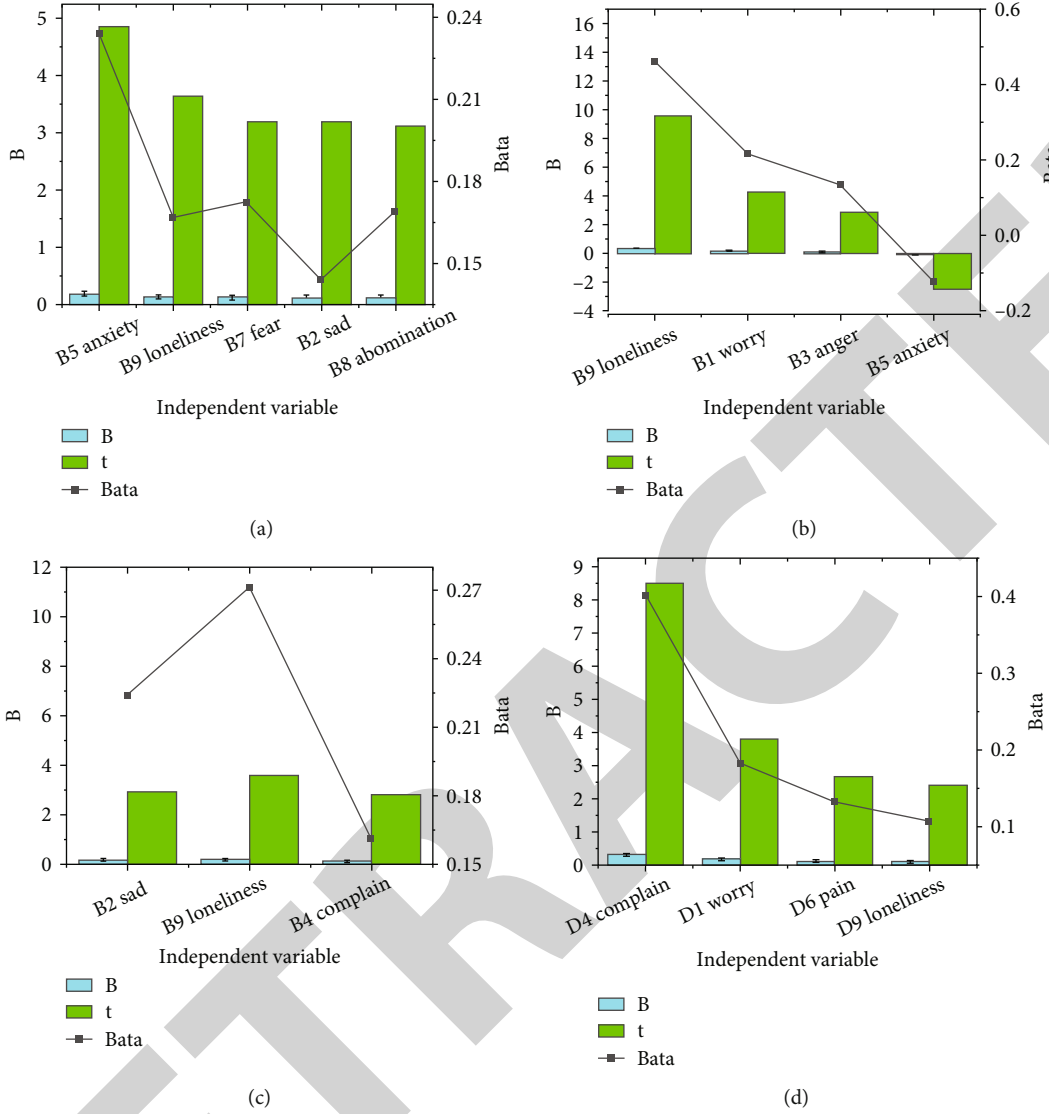 5
4
3
2
1
0
B
0.24
0.21
0.18
0.15
Bata
B5 anxiety
B9 loneliness
B7 fear
B2 sad
B8 abomination
Independent variable
B
t
Bata
(a)
16
14
12
10
8
6
4
2
0
−2
−4
B
0.6
0.4
0.2
0.0
−0.2
Bata
B9 loneliness
B1 worry
B3 anger
B5 anxiety
Independent variable
B
t
Bata
(b)
12
10
8
6
4
2
0
B
0.27
0.24
0.21
0.18
0.15
Bata
B2 sad
B9 loneliness
B4 complain
Independent variable
B
t
Bata
(c)
9
8
7
6
5
4
3
2
1
0
B
0.4
0.3
0.2
0.1
Bata
D4 complain
D1 worry
D6 pain
D9 loneliness
Independent variable
B
t
Bata
(d)
TRACTE